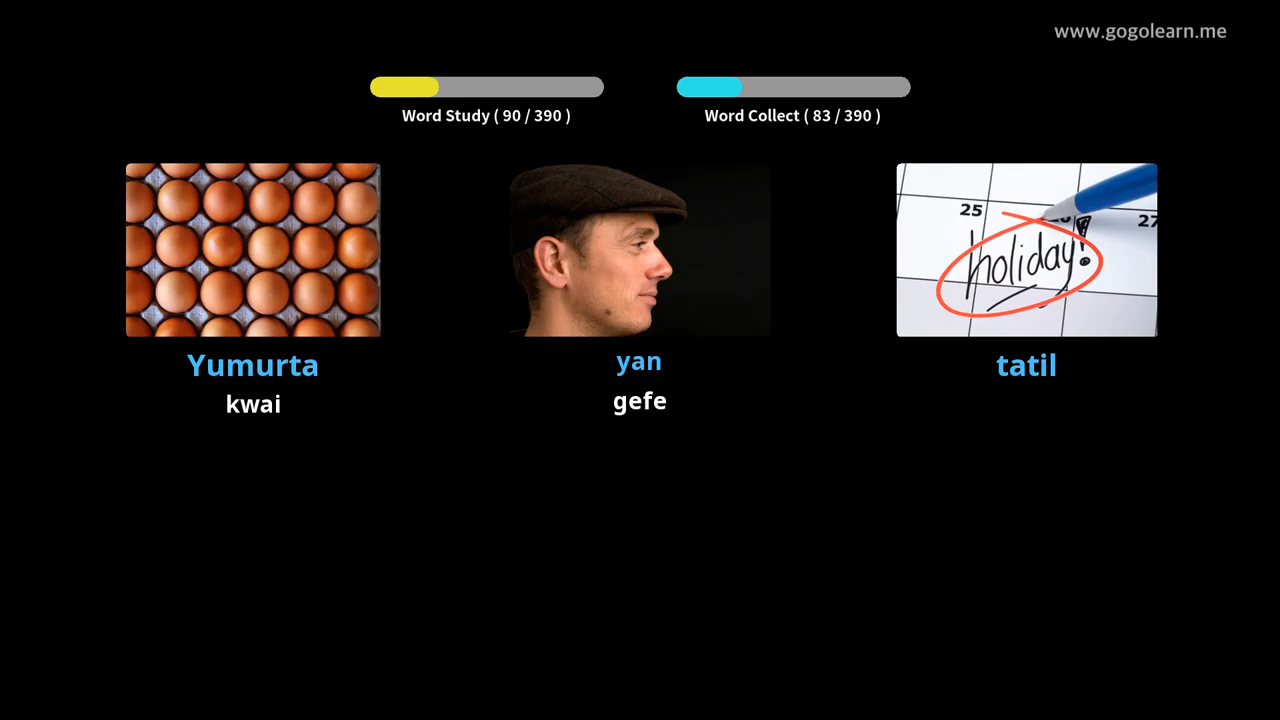 www.gogolearn.me
Word Study ( 90 / 390 )
Word Collect ( 83 / 390 )
25
27
holiday!
Yumurta
kwai
yan
gefe
tatil